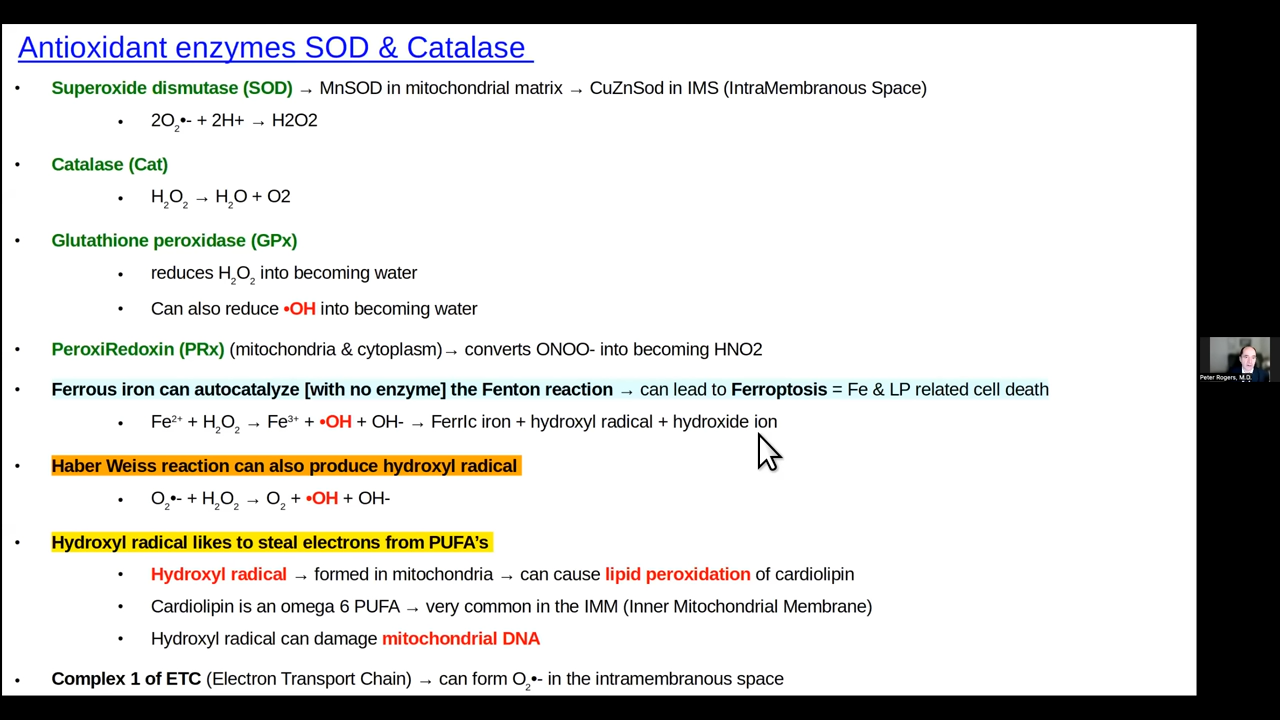 Antioxidant enzymes SOD & Catalase
• Superoxide dismutase (SOD) → MnSOD in mitochondrial matrix → CuZnSod in IMS (IntraMembranous Space)
• 2O₂•- + 2H+ → H2O2
• Catalase (Cat)
• H₂O₂ → H₂O + O2
• Glutathione peroxidase (GPx)
• reduces H₂O₂ into becoming water
• Can also reduce •OH into becoming water
• PeroxiRedoxin (PRx) (mitochondria & cytoplasm)→ converts ONOO- into becoming HNO2
• Ferrous iron can autocatalyze [with no enzyme] the Fenton reaction → can lead to Ferroptosis = Fe & LP related cell death
• Fe²⁺ + H₂O₂ → Fe³⁺ + •OH + OH- → FerrIc iron + hydroxyl radical + hydroxide ion
• Haber Weiss reaction can also produce hydroxyl radical
• O₂•- + H₂O₂ → O₂ + •OH + OH-
• Hydroxyl radical likes to steal electrons from PUFA's
• Hydroxyl radical → formed in mitochondria → can cause lipid peroxidation of cardiolipin
• Cardiolipin is an omega 6 PUFA → very common in the IMM (Inner Mitochondrial Membrane)
• Hydroxyl radical can damage mitochondrial DNA
• Complex 1 of ETC (Electron Transport Chain) → can form O₂•- in the intramembranous space
Peter Rogers, M.D.